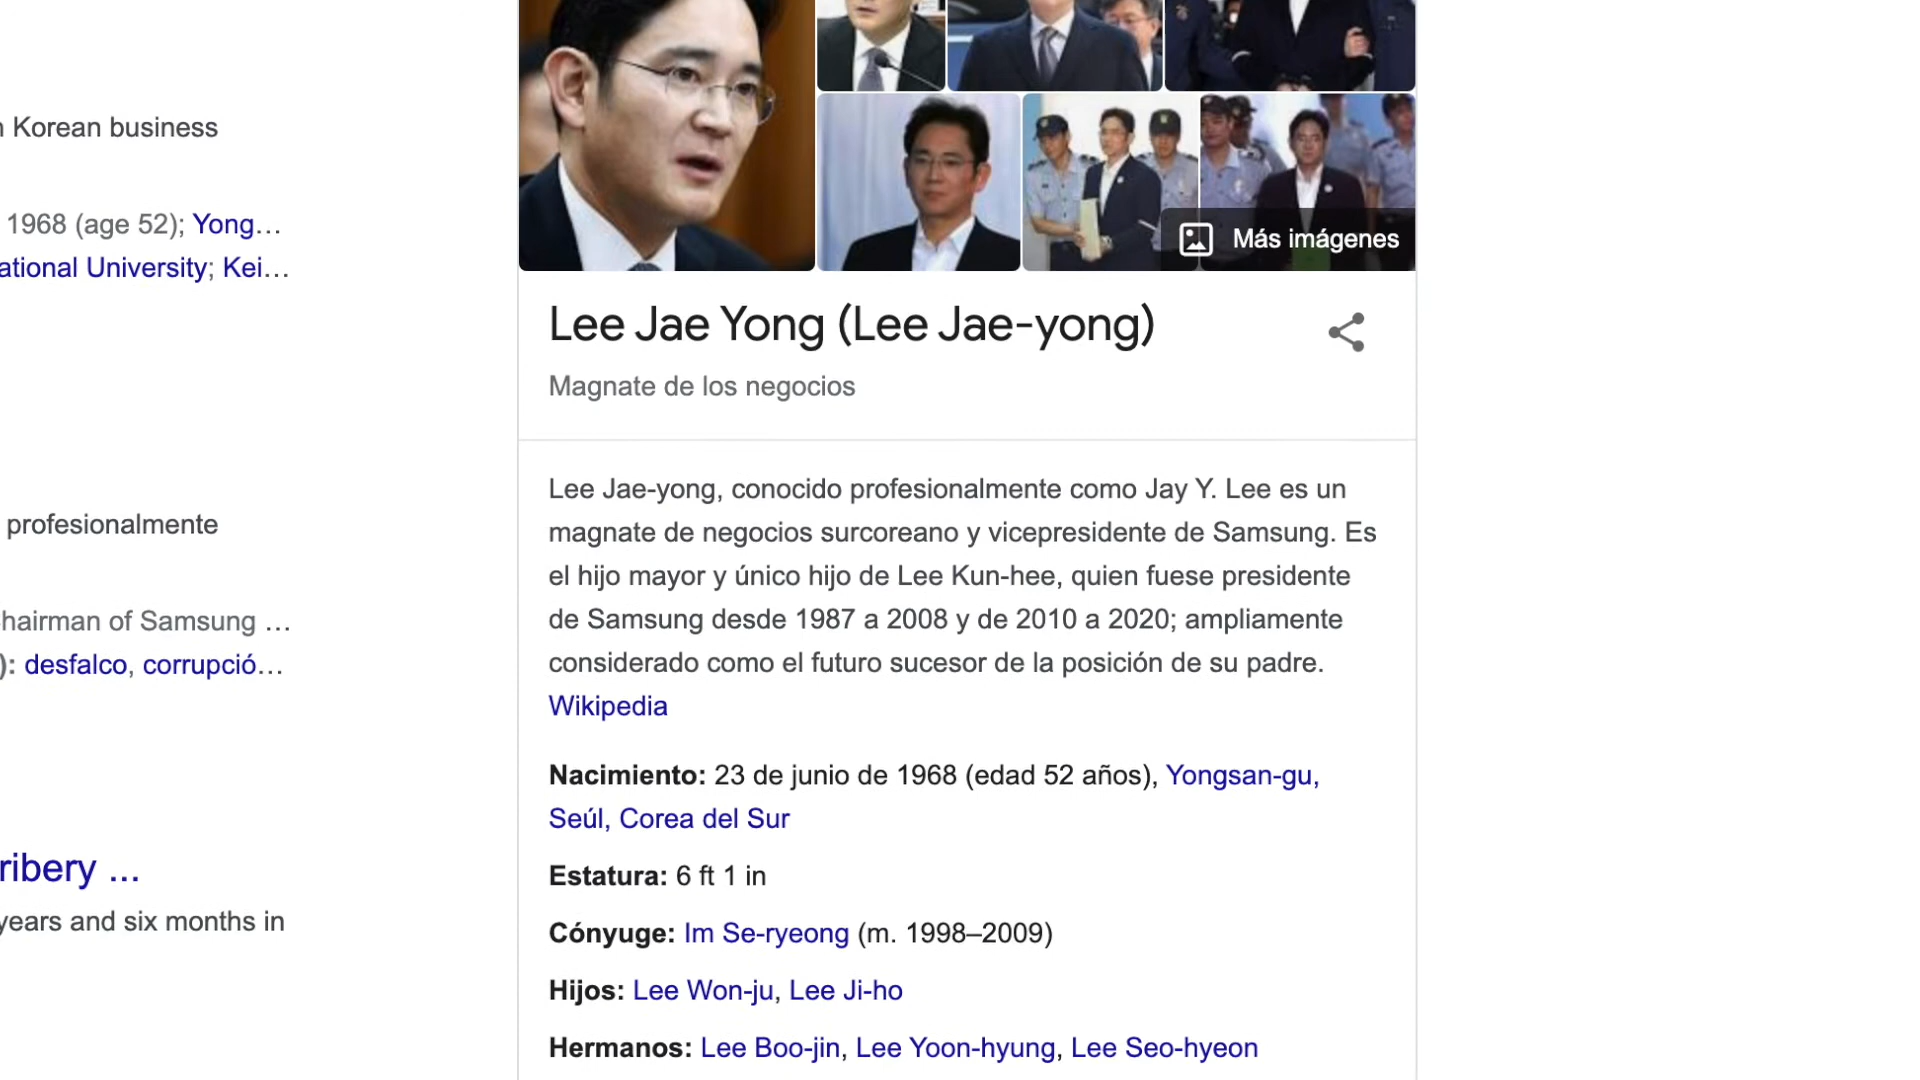 Korean business
1968 (age 52); Yong...
ational University; Kei...
profesionalmente
hairman of Samsung ...
): desfalco, corrupció...
ribery ...
years and six months in
Más imágenes
Lee Jae Yong (Lee Jae-yong)
Magnate de los negocios
Lee Jae-yong, conocido profesionalmente como Jay Y. Lee es un
magnate de negocios surcoreano y vicepresidente de Samsung. Es
el hijo mayor y único hijo de Lee Kun-hee, quien fuese presidente
de Samsung desde 1987 a 2008 y de 2010 a 2020; ampliamente
considerado como el futuro sucesor de la posición de su padre.
Wikipedia
Nacimiento: 23 de junio de 1968 (edad 52 años), Yongsan-gu,
Seúl, Corea del Sur
Estatura: 6 ft 1 in
Cónyuge: Im Se-ryeong (m. 1998–2009)
Hijos: Lee Won-ju, Lee Ji-ho
Hermanos: Lee Boo-jin, Lee Yoon-hyung, Lee Seo-hyeon